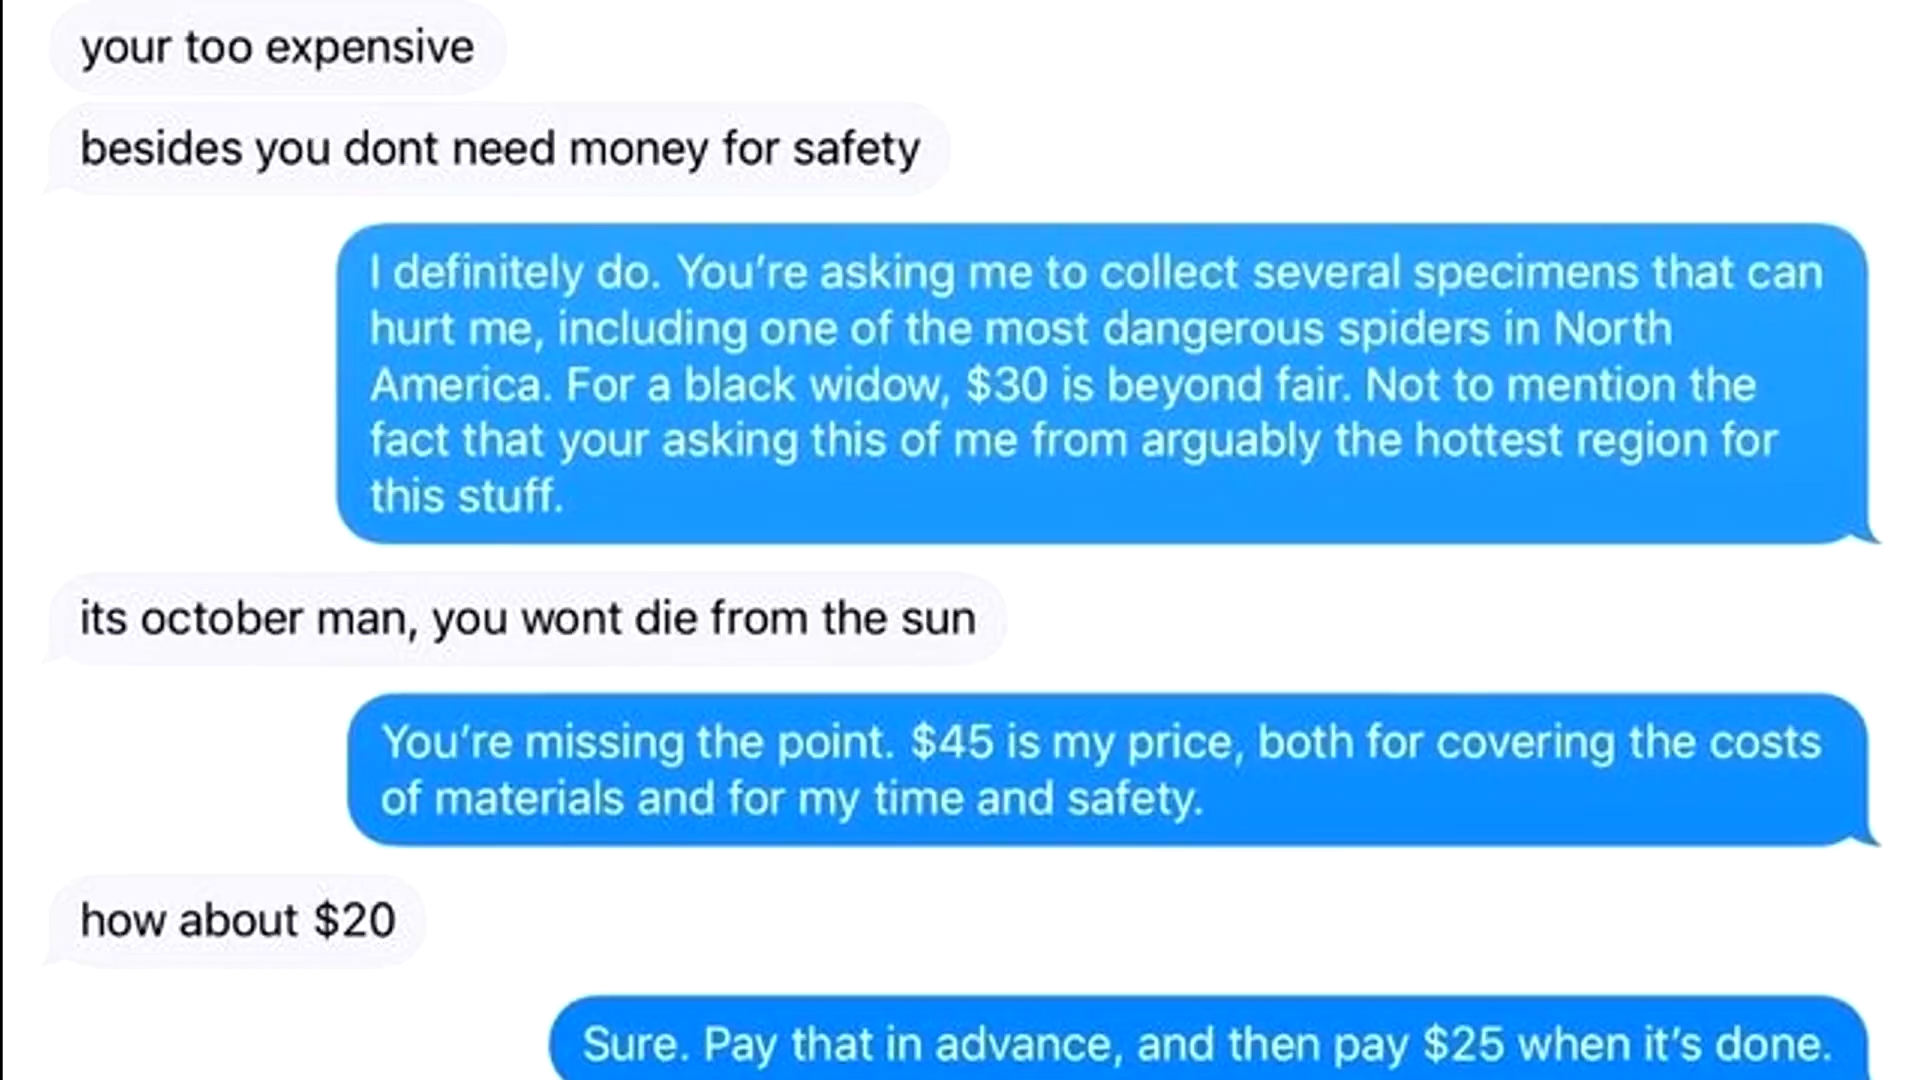 your too expensive
besides you dont need money for safety
I definitely do. You’re asking me to collect several specimens that can
hurt me, including one of the most dangerous spiders in North
America. For a black widow, $30 is beyond fair. Not to mention the
fact that your asking this of me from arguably the hottest region for
this stuff.
its october man, you wont die from the sun
You’re missing the point. $45 is my price, both for covering the costs
of materials and for my time and safety.
how about $20
Sure. Pay that in advance, and then pay $25 when it’s done.